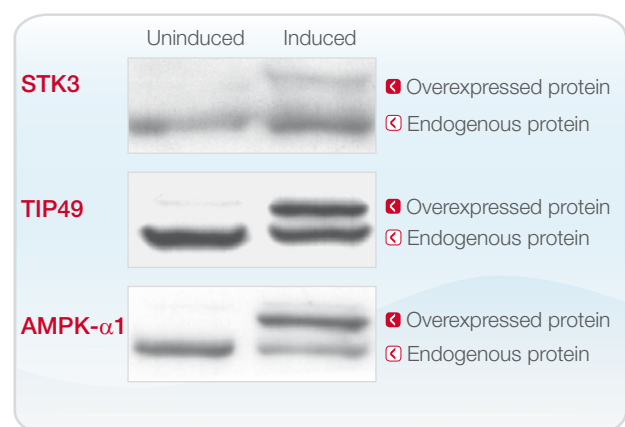 Uninduced Induced
STK3
Overexpressed protein
Endogenous protein
TIP49
Overexpressed protein
Endogenous protein
AMPK-α1
Overexpressed protein
Endogenous protein